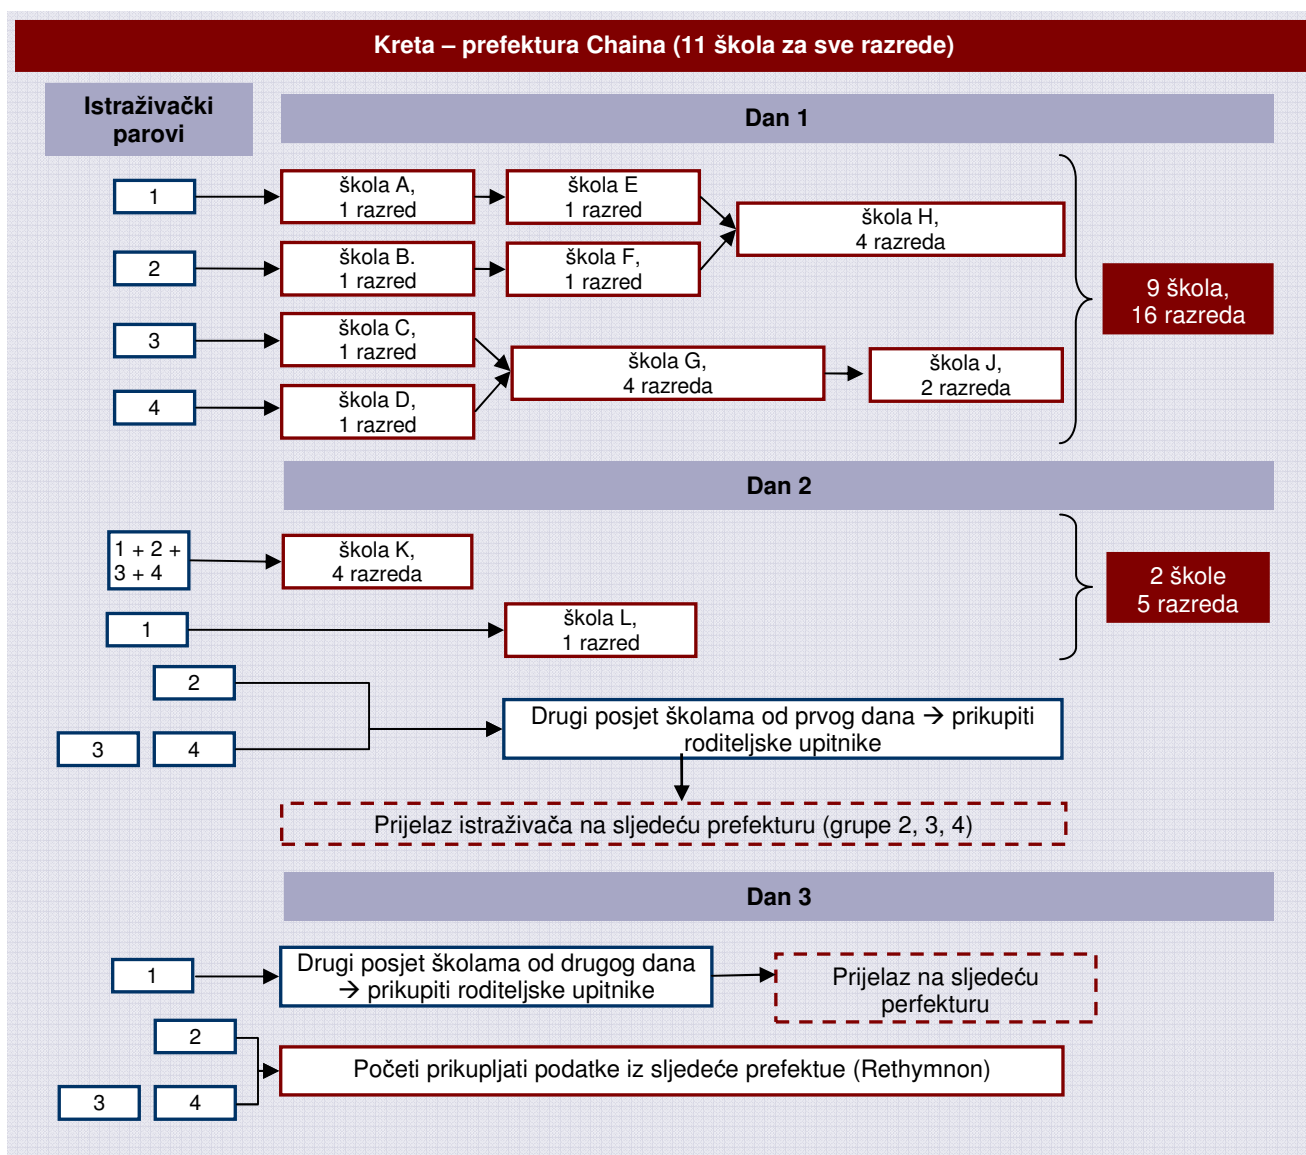 Kreta – prefektura Chaina (11 škola za sve razrede)
Istraživački
parovi
Dan 1
1
škola A,
1 razred
škola E
1 razred
škola H,
4 razreda
2
škola B.
1 razred
škola F,
1 razred
9 škola,
16 razreda
3
škola C,
1 razred
škola G,
4 razreda
škola J,
2 razreda
4
škola D,
1 razred
Dan 2
1 + 2 +
3 + 4
škola K,
4 razreda
2 škole
5 razreda
1
škola L,
1 razred
2
3
4
Drugi posjet školama od prvog dana → prikupiti
roditeljske upitnike
Prijelaz istraživača na sljedeću prefekturu (grupe 2, 3, 4)
Dan 3
1
Drugi posjet školama od drugog dana
→ prikupiti roditeljske upitnike
Prijelaz na sljedeću
perfekturu
2
3
4
Početi prikupljati podatke iz sljedeće prefektue (Rethymnon)